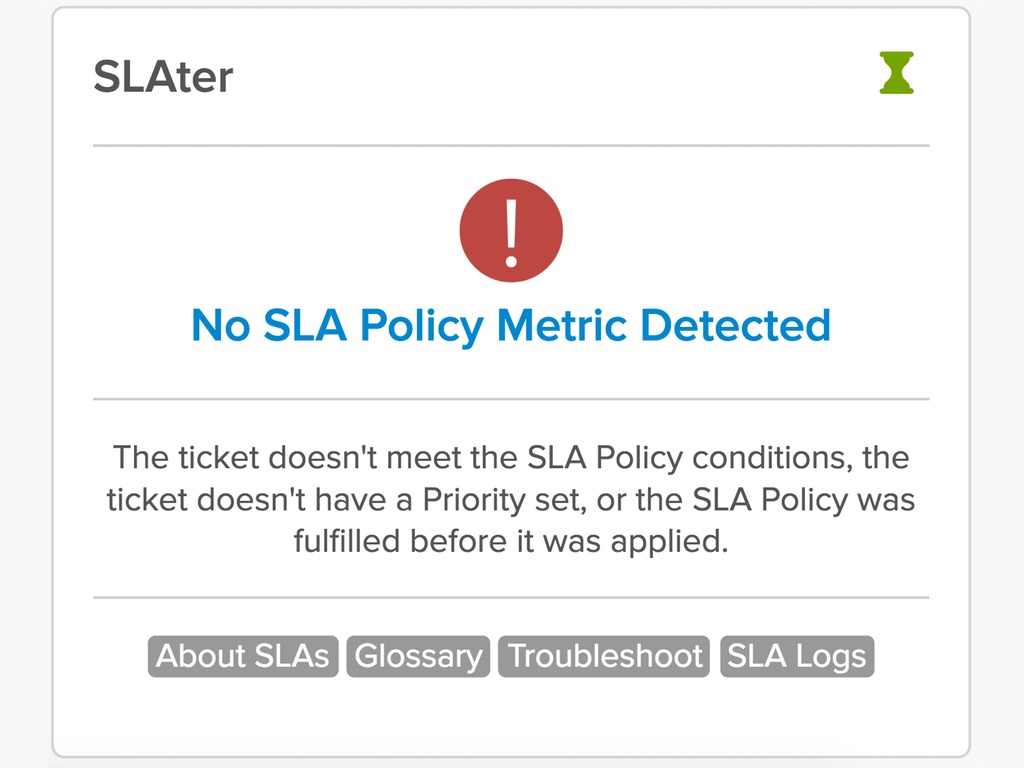 SLAter
!
No SLA Policy Metric Detected
The ticket doesn't meet the SLA Policy conditions, the
ticket doesn't have a Priority set, or the SLA Policy was
fulfilled before it was applied.
About SLAs Glossary Troubleshoot SLA Logs